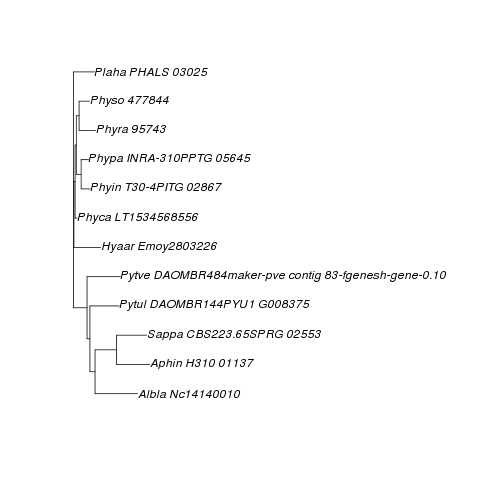 Plaha PHALS 03025
Physo 477844
Phyra 95743
Phypa INRA-310PPTG 05645
Phyin T30-4PITG 02867
Phyca LT1534568556
Hyaar Emoy2803226
Pytve DAOMBR484maker-pve contig 83-fgenesh-gene-0.10
Pytul DAOMBR144PYU1 G008375
Sappa CBS223.65SPRG 02553
Aphin H310 01137
Albla Nc14140010